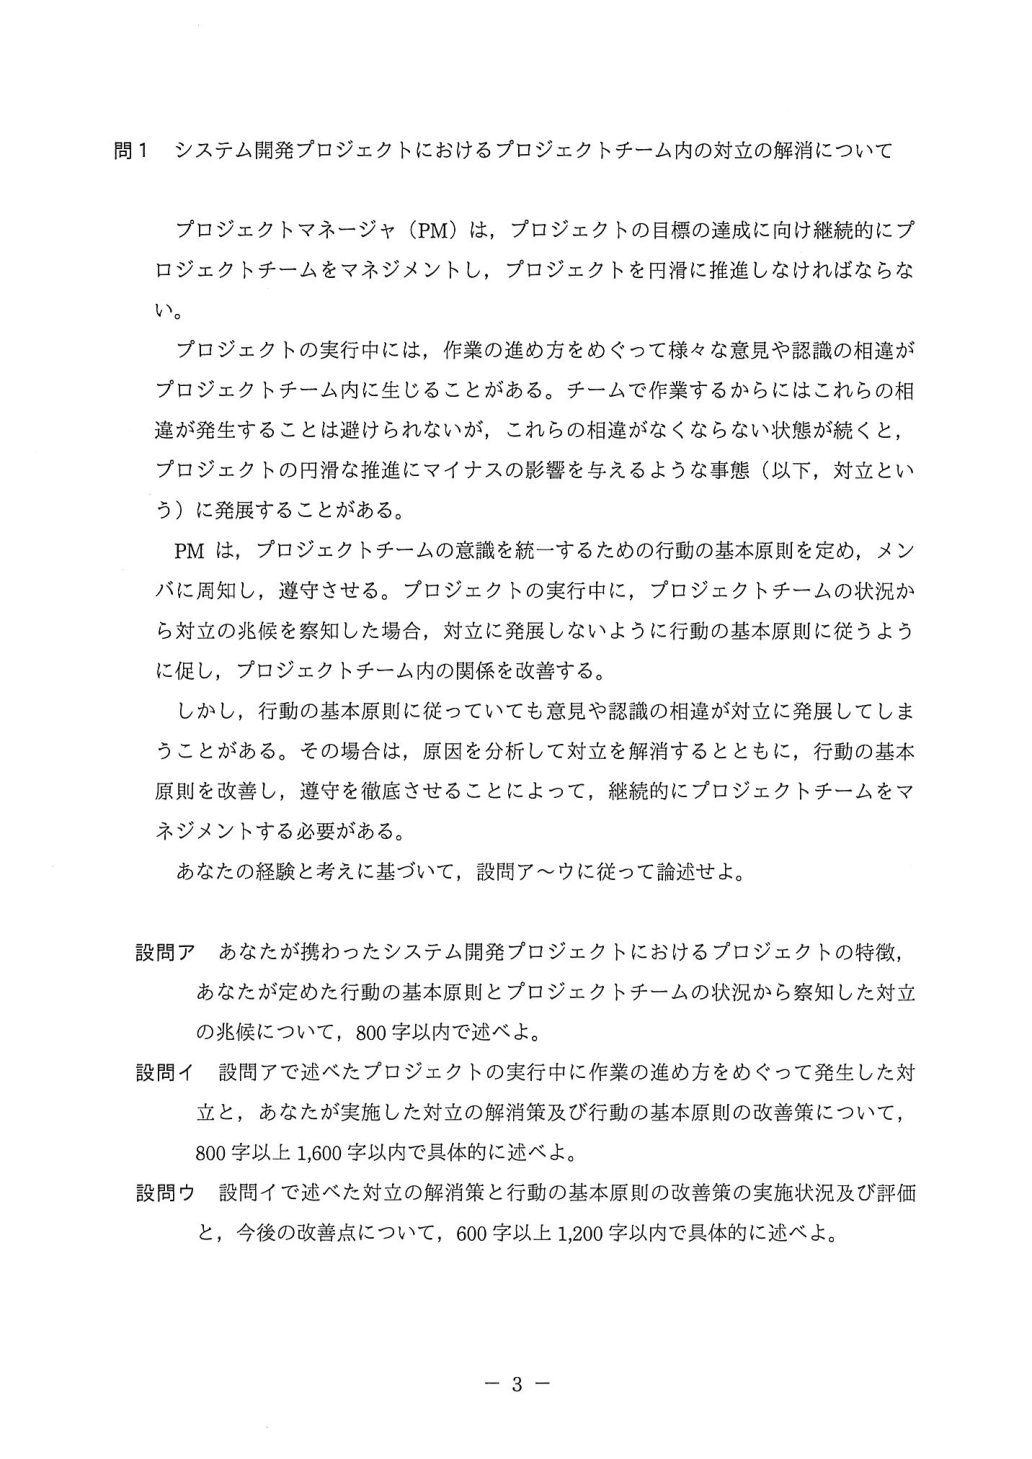 問1 システム開発プロジェクトにおけるプロジェクトチーム内の対立の解消について
プロジェクトマネージャ（PM）は，プロジェクトの目標の達成に向け継続的にプ
ロジェクトチームをマネジメントし，プロジェクトを円滑に推進しなければならな
い。
プロジェクトの実行中には，作業の進め方をめぐって様々な意見や認識の相違が
プロジェクトチーム内に生じることがある。チームで作業するからにはこれらの相
違が発生することは避けられないが，これらの相違がなくならない状態が続くと，
プロジェクトの円滑な推進にマイナスの影響を与えるような事態（以下，対立とい
う）に発展することがある。
PM は，プロジェクトチームの意識を統一するための行動の基本原則を定め，メン
バに周知し，遵守させる。プロジェクトの実行中に，プロジェクトチームの状況か
ら対立の兆候を察知した場合，対立に発展しないように行動の基本原則に従うよう
に促し，プロジェクトチーム内の関係を改善する。
しかし，行動の基本原則に従っていても意見や認識の相違が対立に発展してしま
うことがある。その場合は，原因を分析して対立を解消するとともに，行動の基本
原則を改善し，遵守を徹底させることによって，継続的にプロジェクトチームをマ
ネジメントする必要がある。
あなたの経験と考えに基づいて，設問ア～ウに従って論述せよ。
設問ア あなたが携わったシステム開発プロジェクトにおけるプロジェクトの特徴，
あなたが定めた行動の基本原則とプロジェクトチームの状況から察知した対立
の兆候について，800 字以内で述べよ。
設問イ 設問アで述べたプロジェクトの実行中に作業の進め方をめぐって発生した対
立と，あなたが実施した対立の解消策及び行動の基本原則の改善策について，
800 字以上 1,600 字以内で具体的に述べよ。
設問ウ 設問イで述べた対立の解消策と行動の基本原則の改善策の実施状況及び評価
と，今後の改善点について，600 字以上 1,200 字以内で具体的に述べよ。
－ 3 －